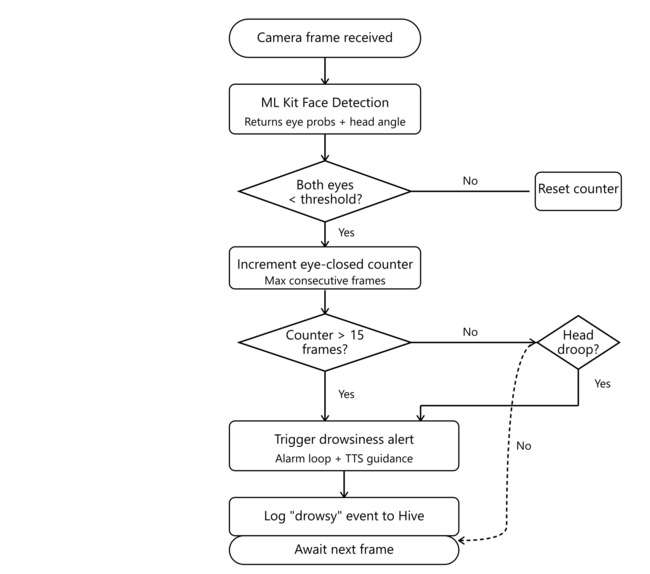 Camera frame received
ML Kit Face Detection
Returns eye probs + head angle
Both eyes
< threshold?
No
Reset counter
Yes
Increment eye-closed counter
Max consecutive frames
Counter > 15
frames?
No
Head
droop?
Yes
Yes
Trigger drowsiness alert
Alarm loop + TTS guidance
No
Log "drowsy" event to Hive
Await next frame